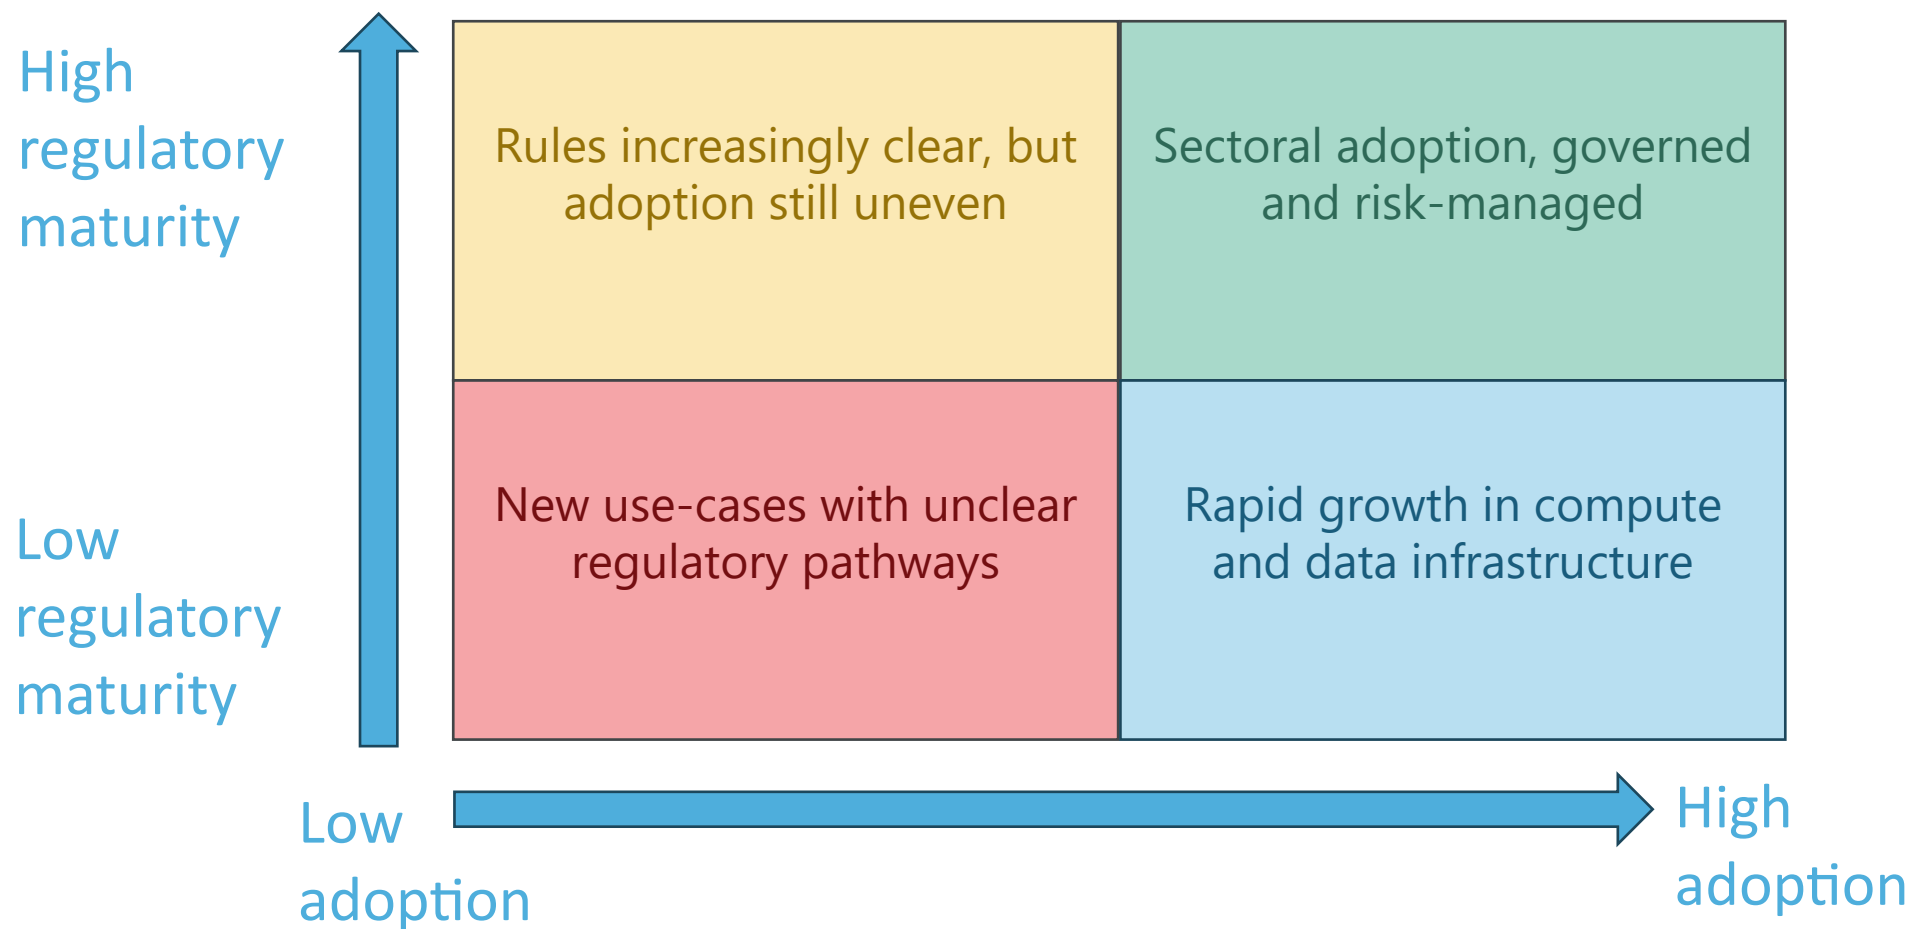 High
regulatory
maturity
Rules increasingly clear, but
adoption still uneven
Sectoral adoption, governed
and risk-managed
Low
regulatory
maturity
New use-cases with unclear
regulatory pathways
Rapid growth in compute
and data infrastructure
Low
adoption
High
adoption